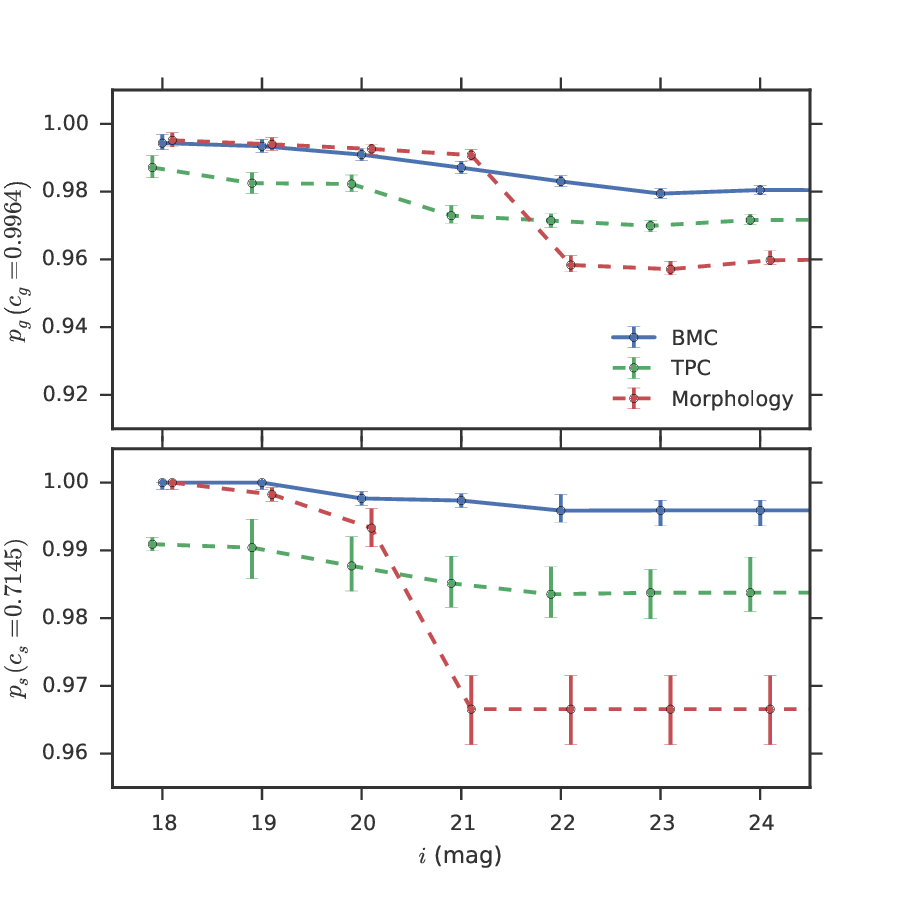 1.00
0.98
0.96
0.94
0.92
p_g (c_g = 0.9964)
BMC
TPC
Morphology
1.00
0.99
0.98
0.97
0.96
p_s (c_s = 0.7145)
18 19 20 21 22 23 24
i (mag)